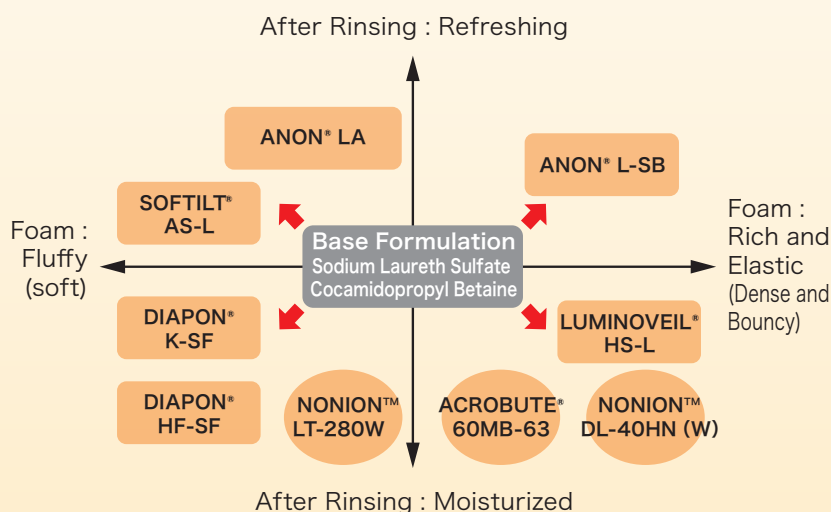 After Rinsing : Refreshing
ANON® LA
ANON® L-SB
SOFTILT®
AS-L
Foam :
Fluffy
(soft)
Base Formulation
Sodium Laureth Sulfate
Cocamidopropyl Betaine
Foam :
Rich and
Elastic
(Dense and
Bouncy)
DIAPON®
K-SF
LUMINOVEIL®
HS-L
DIAPON®
HF-SF
NONION™
LT-280W
ACROBUTE®
60MB-63
NONION™
DL-40HN (W)
After Rinsing : Moisturized